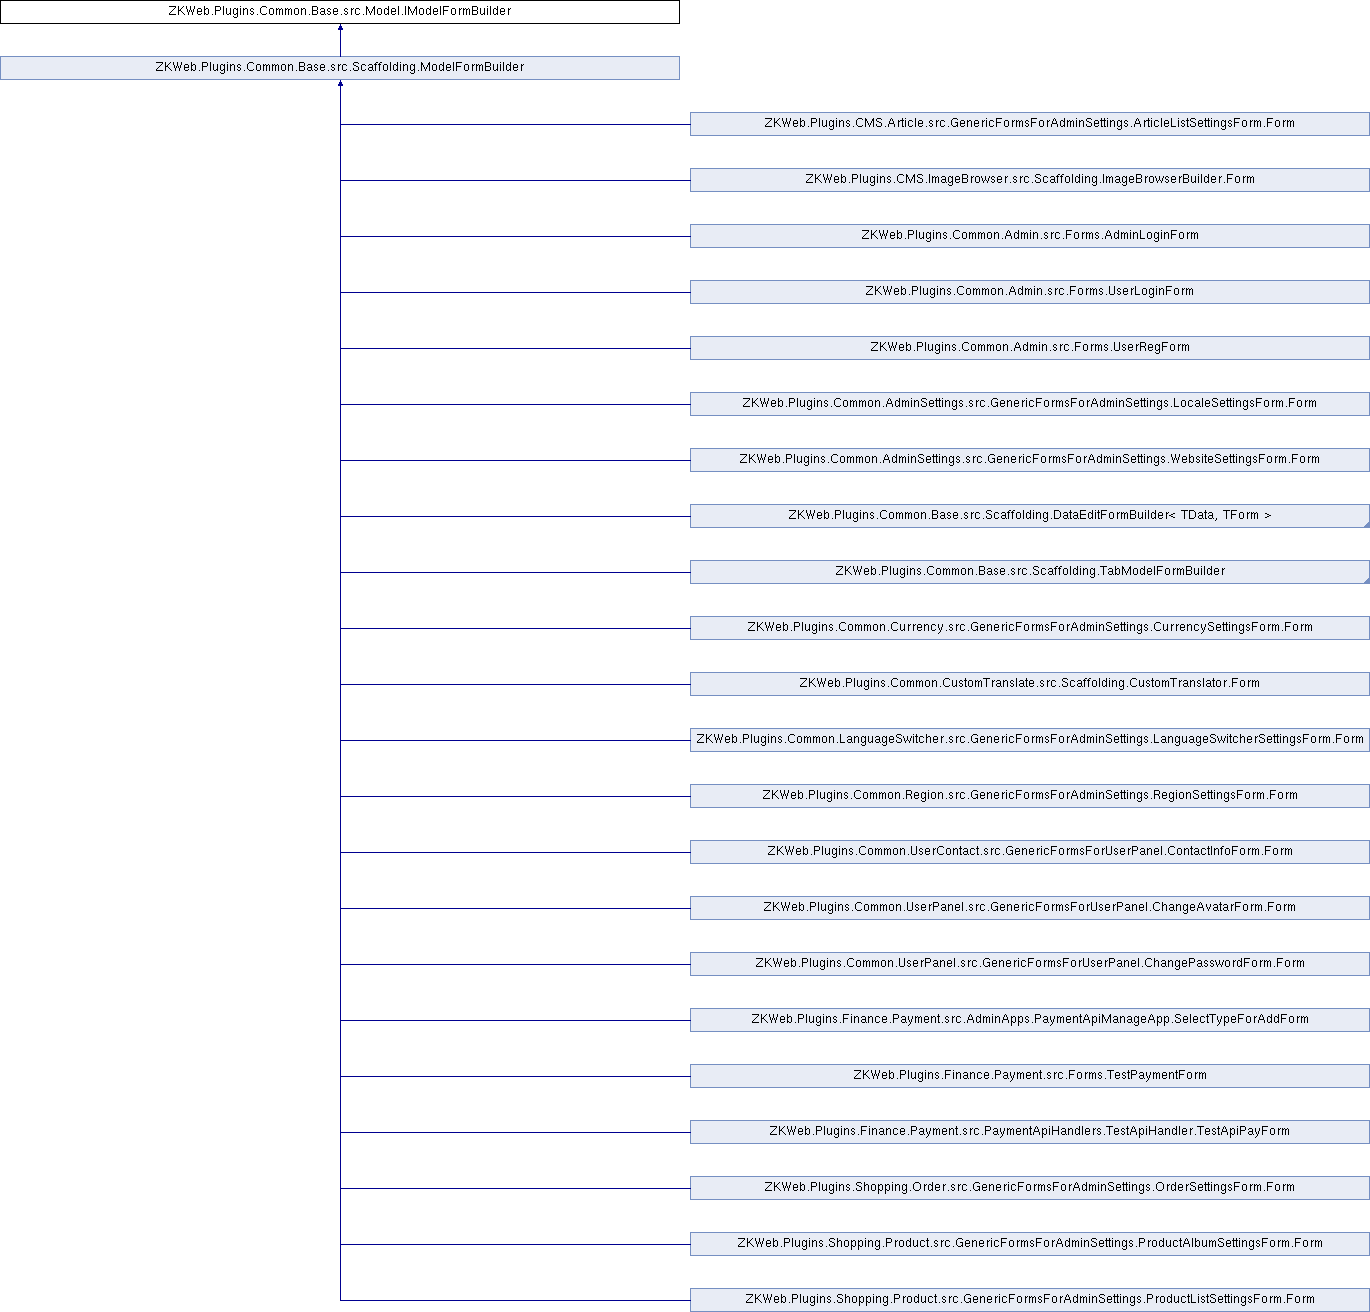 ZKWeb.Plugins.Common.Base.src.Model.IModelFormBuilder
ZKWeb.Plugins.Common.Base.src.Scaffolding.ModelFormBuilder
ZKWeb.Plugins.CMS.Article.src.GenericFormsForAdminSettings.ArticleListSettingsForm.Form
ZKWeb.Plugins.CMS.ImageBrowser.src.Scaffolding.ImageBrowserBuilder.Form
ZKWeb.Plugins.Common.Admin.src.Forms.AdminLoginForm
ZKWeb.Plugins.Common.Admin.src.Forms.UserLoginForm
ZKWeb.Plugins.Common.Admin.src.Forms.UserRegForm
ZKWeb.Plugins.Common.AdminSettings.src.GenericFormsForAdminSettings.LocaleSettingsForm.Form
ZKWeb.Plugins.Common.AdminSettings.src.GenericFormsForAdminSettings.WebsiteSettingsForm.Form
ZKWeb.Plugins.Common.Base.src.Scaffolding.DataEditFormBuilder< TData, TForm >
ZKWeb.Plugins.Common.Base.src.Scaffolding.TabModelFormBuilder
ZKWeb.Plugins.Common.Currency.src.GenericFormsForAdminSettings.CurrencySettingsForm.Form
ZKWeb.Plugins.Common.CustomTranslate.src.Scaffolding.CustomTranslator.Form
ZKWeb.Plugins.Common.LanguageSwitcher.src.GenericFormsForAdminSettings.LanguageSwitcherSettingsForm.Form
ZKWeb.Plugins.Common.Region.src.GenericFormsForAdminSettings.RegionSettingsForm.Form
ZKWeb.Plugins.Common.UserContact.src.GenericFormsForUserPanel.ContactInfoForm.Form
ZKWeb.Plugins.Common.UserPanel.src.GenericFormsForUserPanel.ChangeAvatarForm.Form
ZKWeb.Plugins.Common.UserPanel.src.GenericFormsForUserPanel.ChangePasswordForm.Form
ZKWeb.Plugins.Finance.Payment.src.AdminApps.PaymentApiManageApp.SelectTypeForAddForm
ZKWeb.Plugins.Finance.Payment.src.Forms.TestPaymentForm
ZKWeb.Plugins.Finance.Payment.src.PaymentApiHandlers.TestApiHandler.TestApiPayForm
ZKWeb.Plugins.Shopping.Order.src.GenericFormsForAdminSettings.OrderSettingsForm.Form
ZKWeb.Plugins.Shopping.Product.src.GenericFormsForAdminSettings.ProductAlbumSettingsForm.Form
ZKWeb.Plugins.Shopping.Product.src.GenericFormsForAdminSettings.ProductListSettingsForm.Form